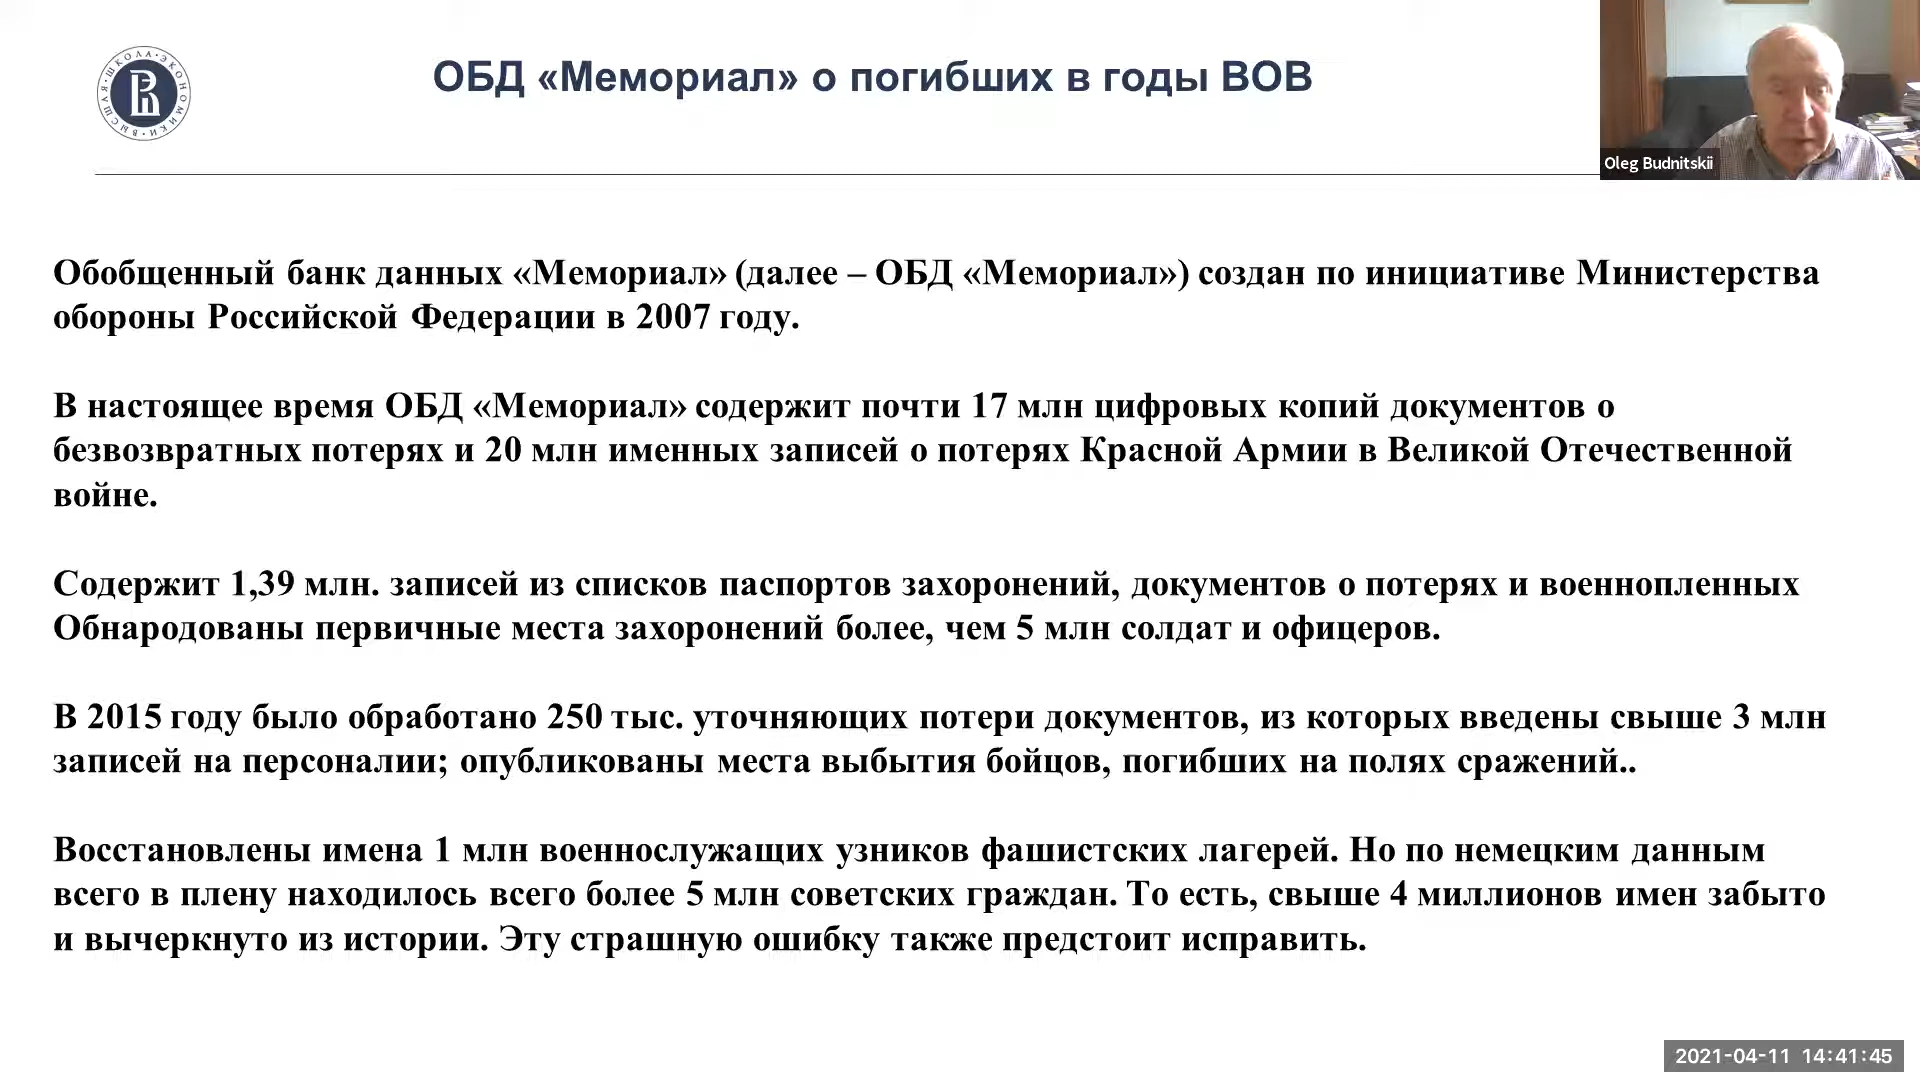 ВЫСШАЯ · ШКОЛА · ЭКОНОМИКИ
ОБД «Мемориал» о погибших в годы ВОВ
Oleg Budnitskii
Обобщенный банк данных «Мемориал» (далее – ОБД «Мемориал») создан по инициативе Министерства
обороны Российской Федерации в 2007 году.
В настоящее время ОБД «Мемориал» содержит почти 17 млн цифровых копий документов о
безвозвратных потерях и 20 млн именных записей о потерях Красной Армии в Великой Отечественной
войне.
Содержит 1,39 млн. записей из списков паспортов захоронений, документов о потерях и военнопленных
Обнародованы первичные места захоронений более, чем 5 млн солдат и офицеров.
В 2015 году было обработано 250 тыс. уточняющих потери документов, из которых введены свыше 3 млн
записей на персоналии; опубликованы места выбытия бойцов, погибших на полях сражений..
Восстановлены имена 1 млн военнослужащих узников фашистских лагерей. Но по немецким данным
всего в плену находилось всего более 5 млн советских граждан. То есть, свыше 4 миллионов имен забыто
и вычеркнуто из истории. Эту страшную ошибку также предстоит исправить.
2021-04-11 14:41:45